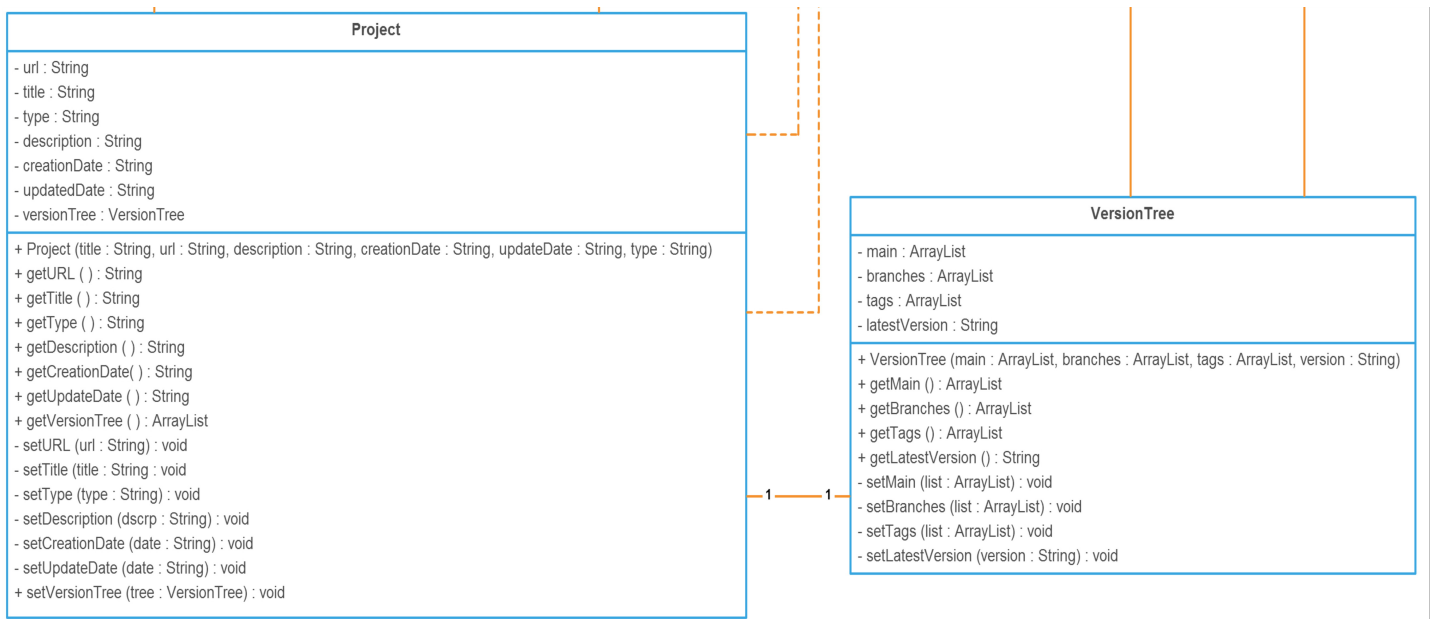 Project
- url : String
- title : String
- type : String
- description : String
- creationDate : String
- updatedDate : String
- versionTree : VersionTree
+ Project (title : String, url : String, description : String, creationDate : String, updateDate : String, type : String)
+ getURL ( ) : String
+ getTitle ( ) : String
+ getType ( ) : String
+ getDescription ( ) : String
+ getCreationDate( ) : String
+ getUpdateDate ( ) : String
+ getVersionTree ( ) : ArrayList
- setURL (url : String) : void
- setTitle (title : String : void
- setType (type : String) : void
- setDescription (dscrp : String) : void
- setCreationDate (date : String) : void
- setUpdateDate (date : String) : void
+ setVersionTree (tree : VersionTree) : void
1 1
VersionTree
- main : ArrayList
- branches : ArrayList
- tags : ArrayList
- latestVersion : String
+ VersionTree (main : ArrayList, branches : ArrayList, tags : ArrayList, version : String)
+ getMain () : ArrayList
+ getBranches () : ArrayList
+ getTags () : ArrayList
+ getLatestVersion () : String
- setMain (list : ArrayList) : void
- setBranches (list : ArrayList) : void
- setTags (list : ArrayList) : void
- setLatestVersion (version : String) : void